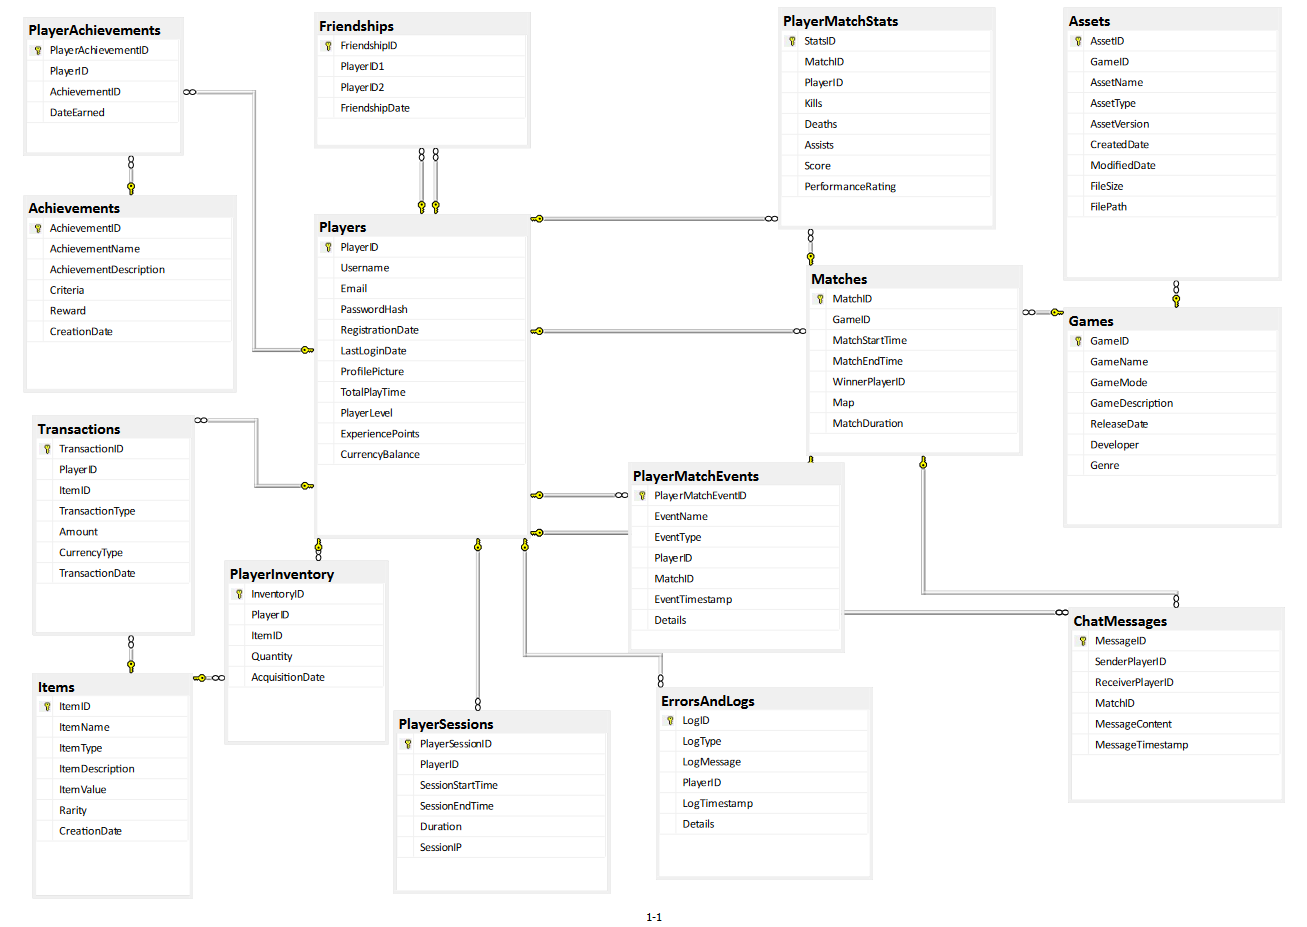 PlayerAchievements
PlayerAchievementID
PlayerID
AchievementID
DateEarned
Friendships
FriendshipID
PlayerID1
PlayerID2
FriendshipDate
PlayerMatchStats
StatsID
MatchID
PlayerID
Kills
Deaths
Assists
Score
PerformanceRating
Assets
AssetID
GameID
AssetName
AssetType
AssetVersion
CreatedDate
ModifiedDate
FileSize
FilePath
Achievements
AchievementID
AchievementName
AchievementDescription
Criteria
Reward
CreationDate
Players
PlayerID
Username
Email
PasswordHash
RegistrationDate
LastLoginDate
ProfilePicture
TotalPlayTime
PlayerLevel
ExperiencePoints
CurrencyBalance
Matches
MatchID
GameID
MatchStartTime
MatchEndTime
WinnerPlayerID
Map
MatchDuration
Games
GameID
GameName
GameMode
GameDescription
ReleaseDate
Developer
Genre
Transactions
TransactionID
PlayerID
ItemID
TransactionType
Amount
CurrencyType
TransactionDate
PlayerMatchEvents
PlayerMatchEventID
EventName
EventType
PlayerID
MatchID
EventTimestamp
Details
PlayerInventory
InventoryID
PlayerID
ItemID
Quantity
AcquisitionDate
ChatMessages
MessageID
SenderPlayerID
ReceiverPlayerID
MatchID
MessageContent
MessageTimestamp
Items
ItemID
ItemName
ItemType
ItemDescription
ItemValue
Rarity
CreationDate
PlayerSessions
PlayerSessionID
PlayerID
SessionStartTime
SessionEndTime
Duration
SessionIP
ErrorsAndLogs
LogID
LogType
LogMessage
PlayerID
LogTimestamp
Details
1-1